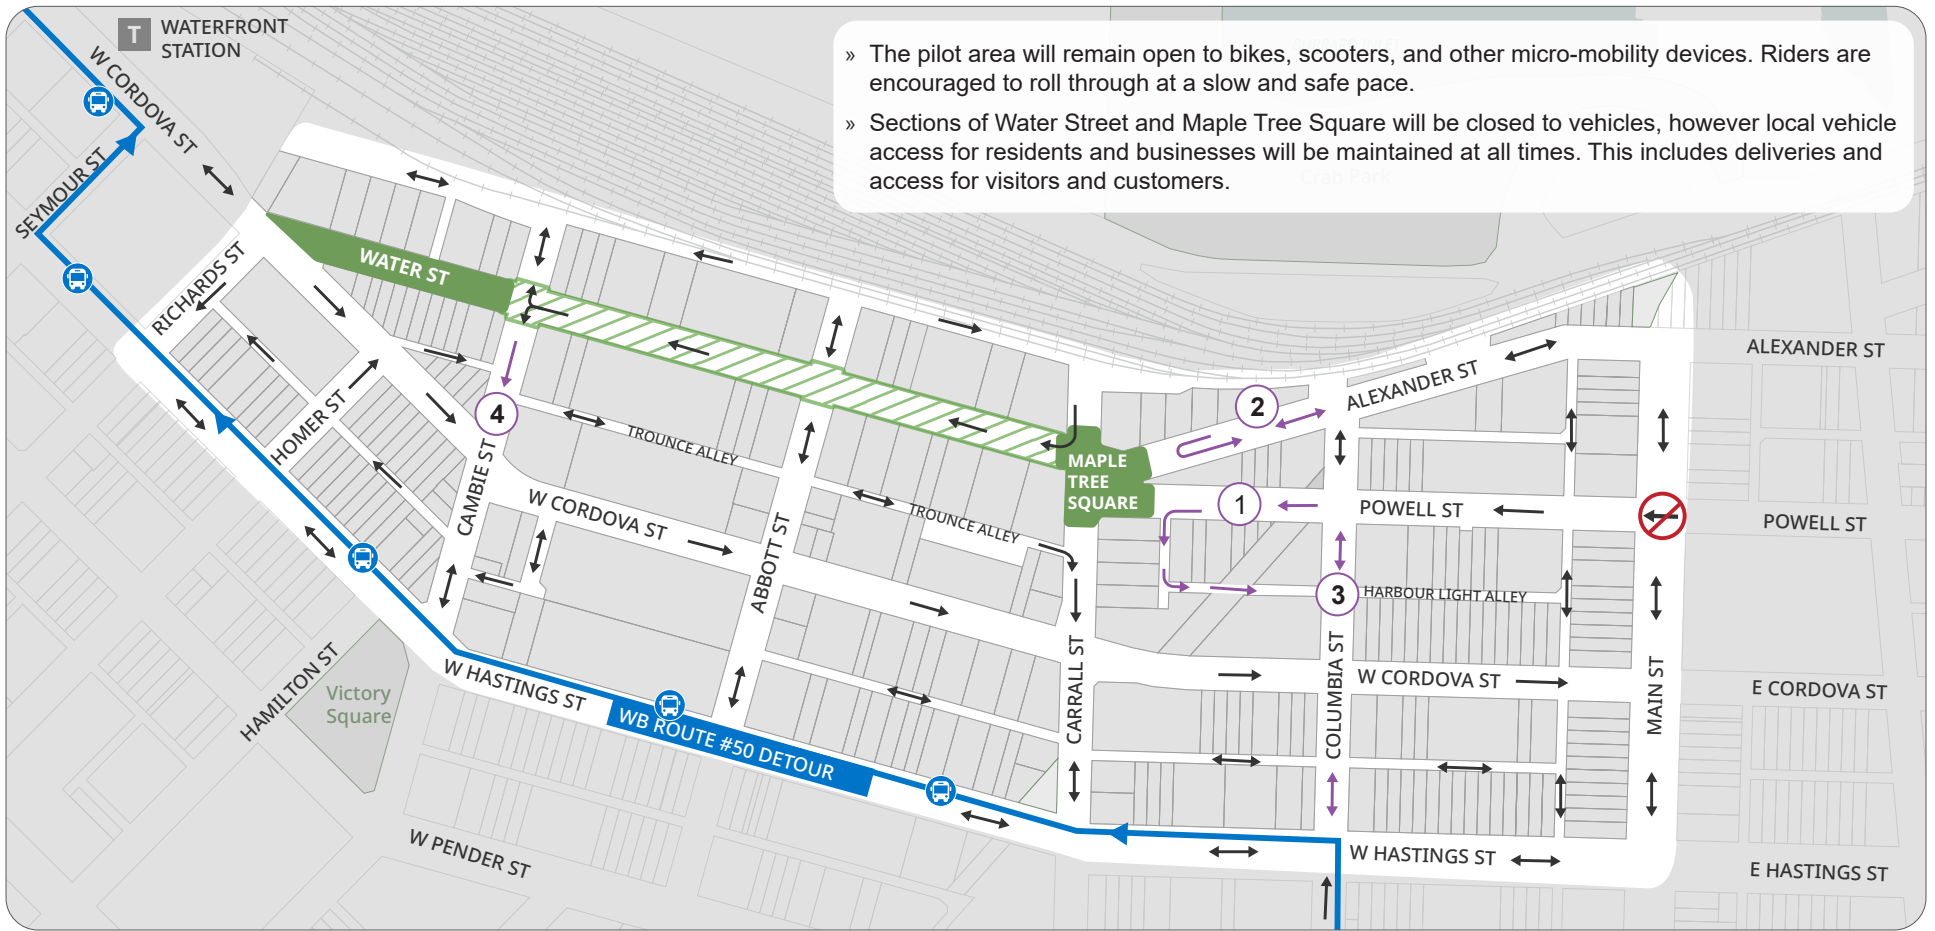 T WATERFRONT
STATION
» The pilot area will remain open to bikes, scooters, and other micro-mobility devices. Riders are
encouraged to roll through at a slow and safe pace.
» Sections of Water Street and Maple Tree Square will be closed to vehicles, however local vehicle
access for residents and businesses will be maintained at all times. This includes deliveries and
access for visitors and customers.
Crab Park
W CORDOVA ST
SEYMOUR ST
RICHARDS ST
WATER ST
HOMER ST
4
TROUNCE ALLEY
CAMBIE ST
W CORDOVA ST
ABBOTT ST
TROUNCE ALLEY
MAPLE
TREE
SQUARE
2
ALEXANDER ST
ALEXANDER ST
1
POWELL ST
POWELL ST
3
HARBOUR LIGHT ALLEY
HAMILTON ST
Victory
Square
W HASTINGS ST
WB ROUTE #50 DETOUR
CARRALL ST
COLUMBIA ST
W CORDOVA ST
MAIN ST
E CORDOVA ST
W PENDER ST
W HASTINGS ST
E HASTINGS ST